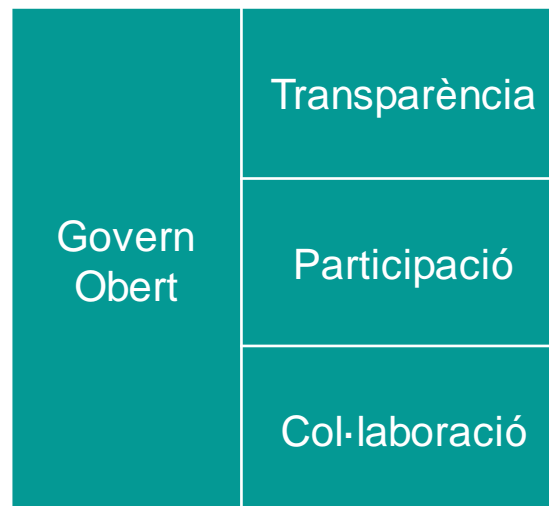 Govern
Obert
Transparència
Participació
Col·laboració